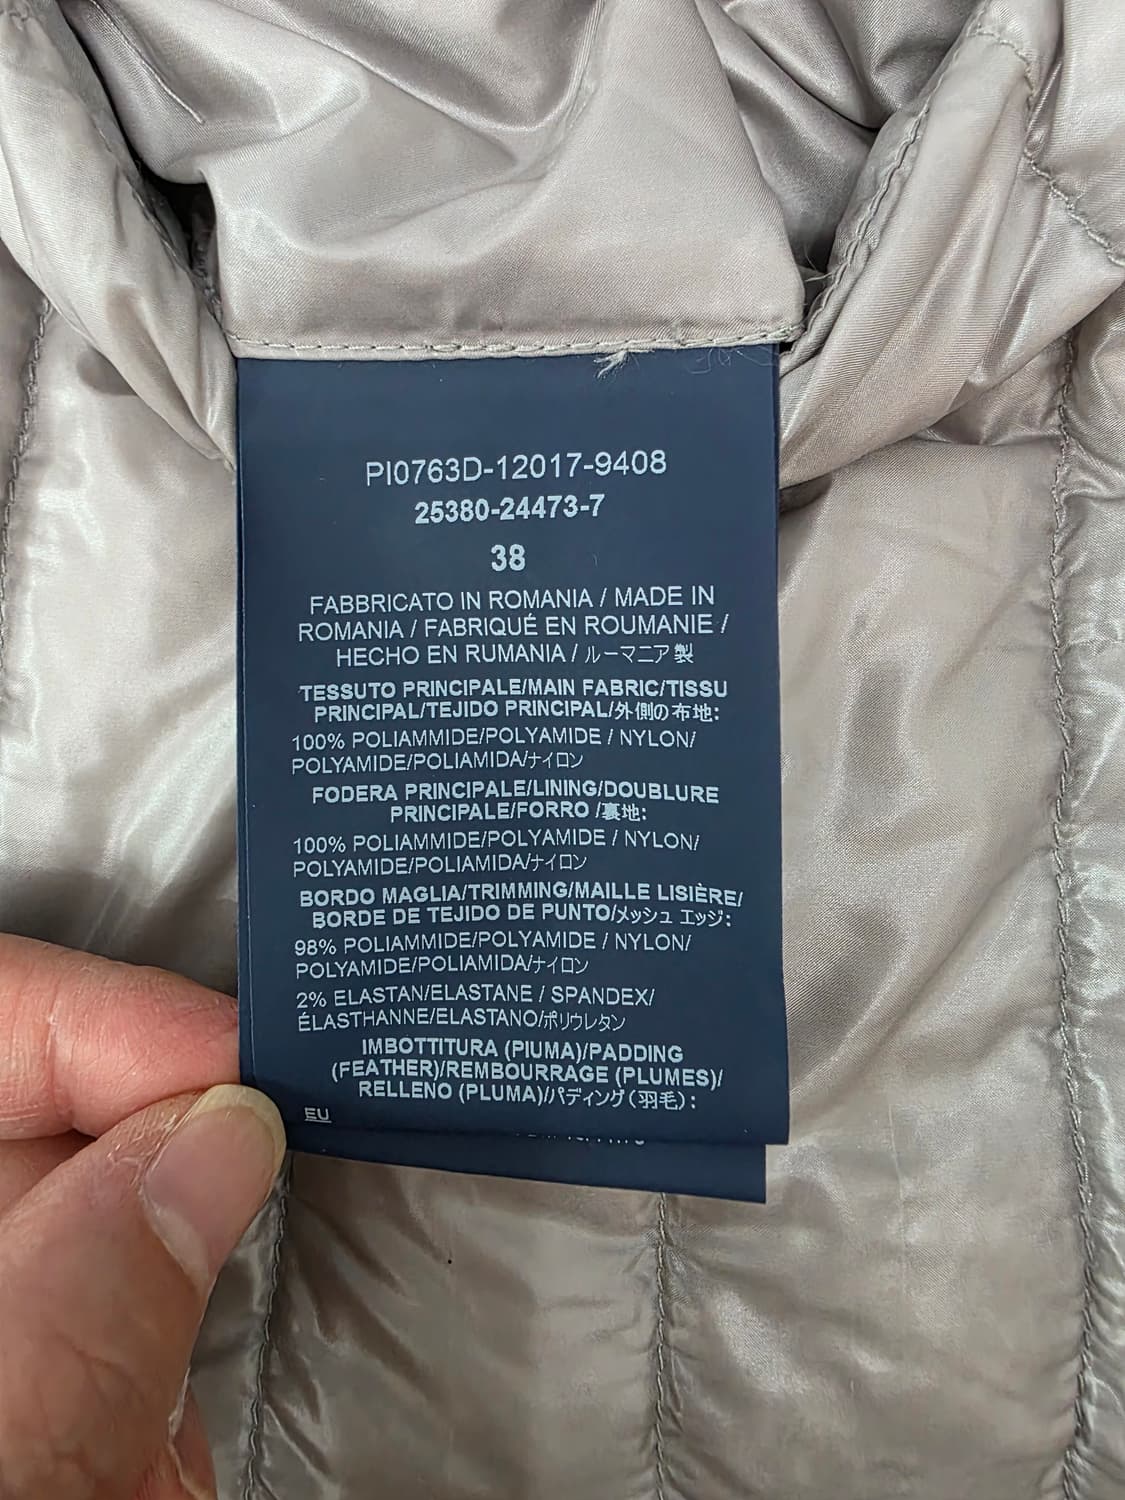 PI0763D-12017-9408
25380-24473-7
38
FABBRICATO IN ROMANIA / MADE IN
ROMANIA / FABRIQUÉ EN ROUMANIE /
HECHO EN RUMANIA / ルーマニア 製
TESSUTO PRINCIPALE/MAIN FABRIC/TISSU
PRINCIPAL/TEJIDO PRINCIPAL/外側の布地:
100% POLIAMMIDE/POLYAMIDE / NYLON/
POLYAMIDE/POLIAMIDA/ナイロン
FODERA PRINCIPALE/LINING/DOUBLURE
PRINCIPALE/FORRO /裏地:
100% POLIAMMIDE/POLYAMIDE / NYLON/
POLYAMIDE/POLIAMIDA/ナイロン
BORDO MAGLIA/TRIMMING/MAILLE LISIÈRE/
BORDE DE TEJIDO DE PUNTO/メッシュ エッジ:
98% POLIAMMIDE/POLYAMIDE / NYLON/
POLYAMIDE/POLIAMIDA/ナイロン
2% ELASTAN/ELASTANE / SPANDEX/
ÉLASTHANNE/ELASTANO/ポリウレタン
IMBOTTITURA (PIUMA)/PADDING
(FEATHER)/REMBOURRAGE (PLUMES)/
RELLENO (PLUMA)/パディング(羽毛):
EU